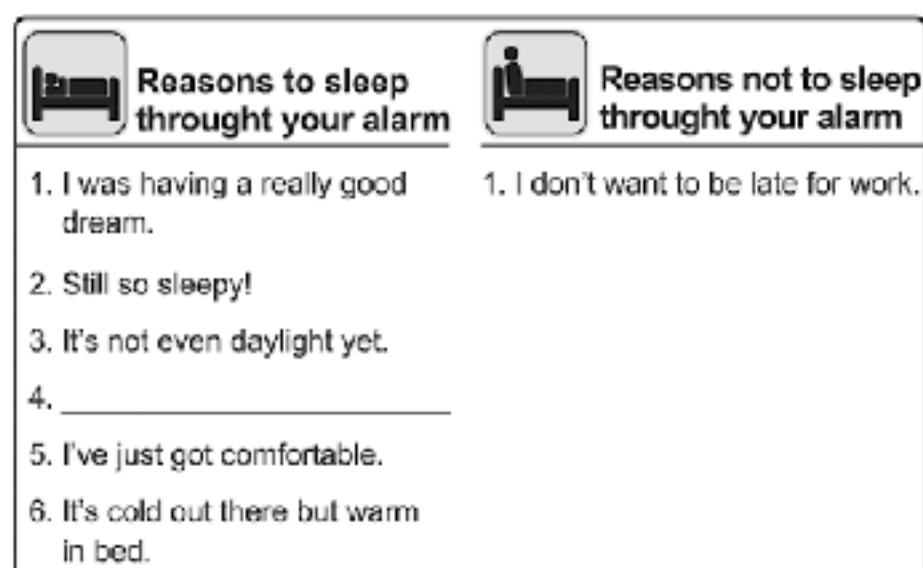 Reasons to sleep
throught your alarm
1. I was having a really good
dream.
2. Still so sleepy!
3. It's not even daylight yet.
4. ____________________
5. I've just got comfortable.
6. It's cold out there but warm
in bed.
Reasons not to sleep
throught your alarm
1. I don't want to be late for work.